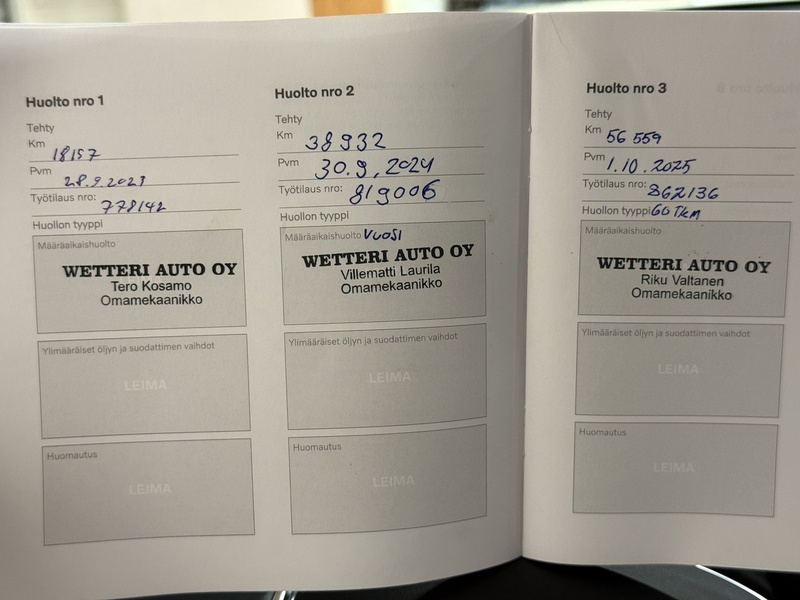 Huolto nro 1
Tehty
Km 18157
Pvm 28.9.2023
Työtilaus nro: 778142
Huollon tyyppi
Määräaikaishuolto
WETTERI AUTO OY
Tero Kosamo
Omamekaanikko
Ylimääräiset öljyn ja suodattimen vaihdot
LEIMA
Huomautus
LEIMA
Huolto nro 2
Tehty
Km 38932
Pvm 30.9.2024
Työtilaus nro: 819006
Huollon tyyppi
Määräaikaishuolto VUOSI
WETTERI AUTO OY
Villematti Laurila
Omamekaanikko
Ylimääräiset öljyn ja suodattimen vaihdot
LEIMA
Huomautus
LEIMA
Huolto nro 3
Tehty
Km 56 559
Pvm 1.10.2025
Työtilaus nro: 862136
Huollon tyyppi 60 Tkm
Määräaikaishuolto
WETTERI AUTO OY
Riku Valtanen
Omamekaanikko
Ylimääräiset öljyn ja suodattimen vaihdot
LEIMA
Huomautus
LEIMA